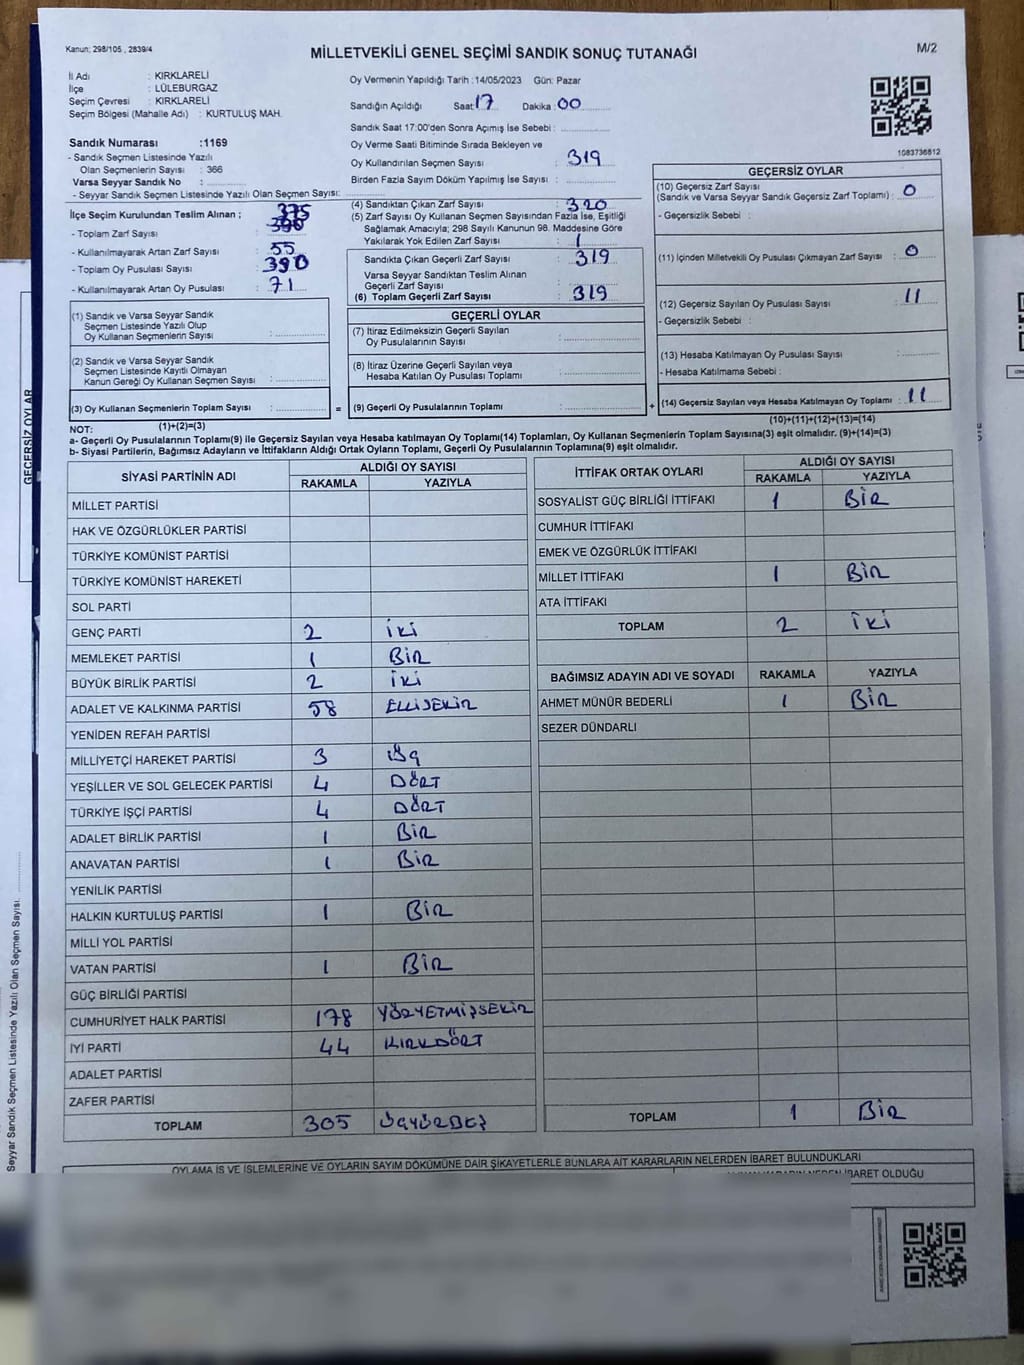 Kanun: 298/105 , 2839/4
MİLLETVEKİLİ GENEL SEÇİMİ SANDIK SONUÇ TUTANAĞI
M/2
İl Adı : KIRKLARELİ
İlçe : LÜLEBURGAZ
Seçim Çevresi : KIRKLARELİ
Seçim Bölgesi (Mahalle Adı) : KURTULUŞ MAH.
Sandık Numarası :1169
- Sandık Seçmen Listesinde Yazılı
Olan Seçmenlerin Sayısı : 366
Varsa Seyyar Sandık No :
- Seyyar Sandık Seçmen Listesinde Yazılı Olan Seçmen Sayısı:
İlçe Seçim Kurulundan Teslim Alınan ; 375
- Toplam Zarf Sayısı :
- Kullanılmayarak Artan Zarf Sayısı : 55
- Toplam Oy Pusulası Sayısı : 390
- Kullanılmayarak Artan Oy Pusulası : 71
Oy Vermenin Yapıldığı Tarih :14/05/2023 Gün: Pazar
Sandığın Açıldığı Saat 17 Dakika : 00
Sandık Saat 17:00'den Sonra Açımış İse Sebebi :
Oy Verme Saati Bitiminde Sırada Bekleyen ve
Oy Kullandırılan Seçmen Sayısı : 319
Birden Fazla Sayım Döküm Yapılmış İse Sayısı :
(4) Sandıktan Çıkan Zarf Sayısı : 320
(5) Zarf Sayısı Oy Kullanan Seçmen Sayısından Fazla İse, Eşitliği
Sağlamak Amacıyla; 298 Sayılı Kanunun 98. Maddesine Göre
Yakılarak Yok Edilen Zarf Sayısı : 1
Sandıkta Çıkan Geçerli Zarf Sayısı : 319
Varsa Seyyar Sandıktan Teslim Alınan
Geçerli Zarf Sayısı :
(6) Toplam Geçerli Zarf Sayısı : 319
1083736812
GEÇERSİZ OYLAR
(10) Geçersiz Zarf Sayısı
(Sandık ve Varsa Seyyar Sandık Geçersiz Zarf Toplamı) : 0
- Geçersizlik Sebebi :
(11) İçinden Milletvekili Oy Pusulası Çıkmayan Zarf Sayısı : 0
(12) Geçersiz Sayılan Oy Pusulası Sayısı : 11
- Geçersizlik Sebebi :
(13) Hesaba Katılmayan Oy Pusulası Sayısı :
- Hesaba Katılmama Sebebi :
(14) Geçersiz Sayılan veya Hesaba Katılmayan Oy Toplamı : 11
(1) Sandık ve Varsa Seyyar Sandık
Seçmen Listesinde Yazılı Olup
Oy Kullanan Seçmenlerin Sayısı :
(2) Sandık ve Varsa Seyyar Sandık
Seçmen Listesinde Kayıtlı Olmayan
Kanun Gereği Oy Kullanan Seçmen Sayısı :
(3) Oy Kullanan Seçmenlerin Toplam Sayısı :
=
GEÇERLİ OYLAR
(7) İtiraz Edilmeksizin Geçerli Sayılan
Oy Pusulalarının Sayısı :
(8) İtiraz Üzerine Geçerli Sayılan veya
Hesaba Katılan Oy Pusulası Toplamı :
(9) Geçerli Oy Pusulalarının Toplamı :
+
NOT: (1)+(2)=(3) (10)+(11)+(12)+(13)=(14)
a- Geçerli Oy Pusulalarının Toplamı(9) ile Geçersiz Sayılan veya Hesaba katılmayan Oy Toplamı(14) Toplamları, Oy Kullanan Seçmenlerin Toplam Sayısına(3) eşit olmalıdır. (9)+(14)=(3)
b- Siyasi Partilerin, Bağımsız Adayların ve İttifakların Aldığı Ortak Oyların Toplamı, Geçerli Oy Pusulalarının Toplamına(9) eşit olmalıdır.
SİYASİ PARTİNİN ADI ALDIĞI OY SAYISI
RAKAMLA YAZIYLA
MİLLET PARTİSİ
HAK VE ÖZGÜRLÜKLER PARTİSİ
TÜRKİYE KOMÜNİST PARTİSİ
TÜRKİYE KOMÜNİST HAREKETİ
SOL PARTİ
GENÇ PARTİ 2 İKİ
MEMLEKET PARTİSİ 1 BİR
BÜYÜK BİRLİK PARTİSİ 2 İKİ
ADALET VE KALKINMA PARTİSİ 58 ELLİSEKİZ
YENİDEN REFAH PARTİSİ
MİLLİYETÇİ HAREKET PARTİSİ 3 ÜÇ
YEŞİLLER VE SOL GELECEK PARTİSİ 4 DÖRT
TÜRKİYE İŞÇİ PARTİSİ 4 DÖRT
ADALET BİRLİK PARTİSİ 1 BİR
ANAVATAN PARTİSİ 1 BİR
YENİLİK PARTİSİ
HALKIN KURTULUŞ PARTİSİ 1 BİR
MİLLİ YOL PARTİSİ
VATAN PARTİSİ 1 BİR
GÜÇ BİRLİĞİ PARTİSİ
CUMHURİYET HALK PARTİSİ 178 YÜZYETMİŞSEKİZ
İYİ PARTİ 44 KIRKDÖRT
ADALET PARTİSİ
ZAFER PARTİSİ
TOPLAM 305 ÜÇYÜZBEŞ
İTTİFAK ORTAK OYLARI ALDIĞI OY SAYISI
RAKAMLA YAZIYLA
SOSYALİST GÜÇ BİRLİĞİ İTTİFAKI 1 BİR
CUMHUR İTTİFAKI
EMEK VE ÖZGÜRLÜK İTTİFAKI
MİLLET İTTİFAKI 1 BİR
ATA İTTİFAKI
TOPLAM 2 İKİ
BAĞIMSIZ ADAYIN ADI VE SOYADI RAKAMLA YAZIYLA
AHMET MÜNÜR BEDERLİ 1 BİR
SEZER DÜNDARLI
TOPLAM 1 BİR
OYLAMA İŞ VE İŞLEMLERİNE VE OYLARIN SAYIM DÖKÜMÜNE DAİR ŞİKAYETLERLE BUNLARA AİT KARARLARIN NELERDEN İBARET BULUNDUKLARI
İBARET OLDUĞU
GEÇERSİZ OYLAR
Seyyar Sandık Seçmen Listesinde Yazılı Olan Seçmen Sayısı: